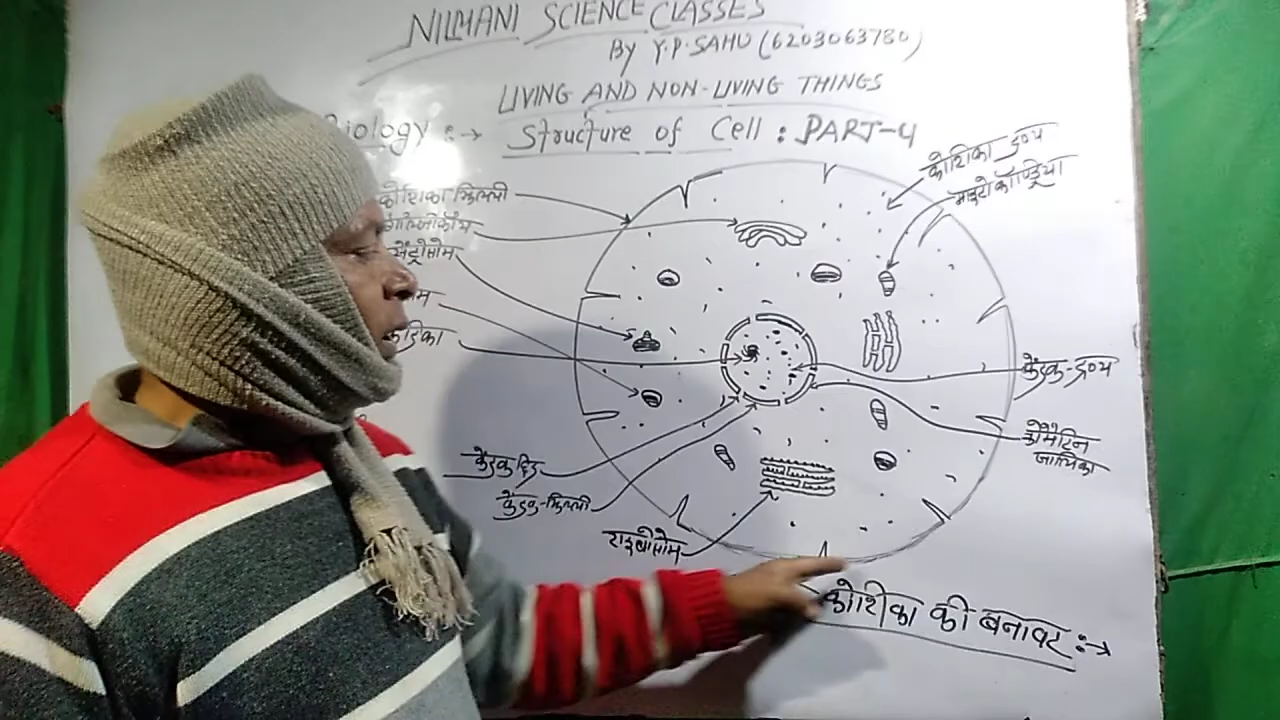 NILMANI SCIENCE CLASSES
By Y.P. SAHU (6203063780)
LIVING AND NON-LIVING THINGS
Biology :→ Structure of Cell : PART-4
कोशिका द्रव्य
माइटोकॉण्ड्रिया
कोशिका झिल्ली
गॉल्जीकाय
सेंट्रोसोम
केंद्रक-द्रव्य
क्रोमैटिन
जालिका
केंद्रक छिद्र
केंद्रक-झिल्ली
राइबोसोम
कोशिका की बनावट :→